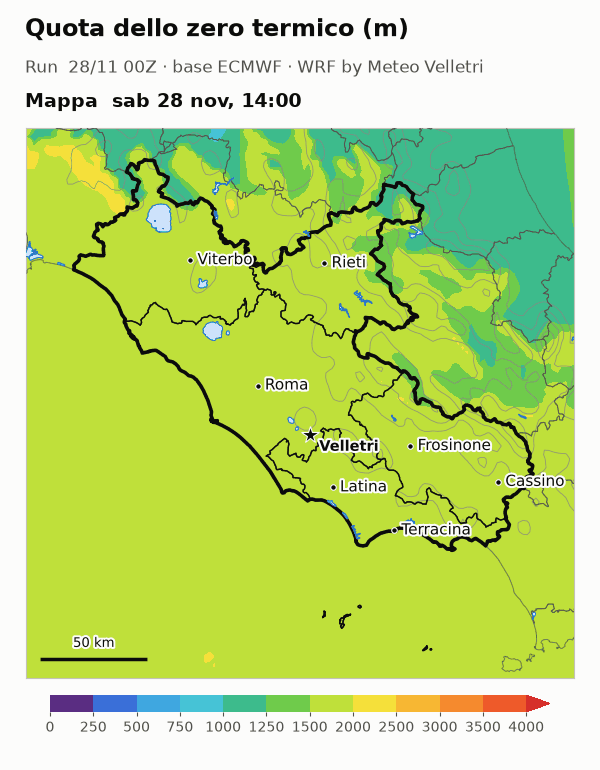 Quota dello zero termico (m)
Run  28/11 00Z · base ECMWF · WRF by Meteo Velletri
Mappa  sab 28 nov, 14:00
Viterbo
Rieti
Roma
Velletri
Frosinone
Cassino
Latina
Terracina
50 km
0 250 500 750 1000 1250 1500 2000 2500 3000 3500 4000